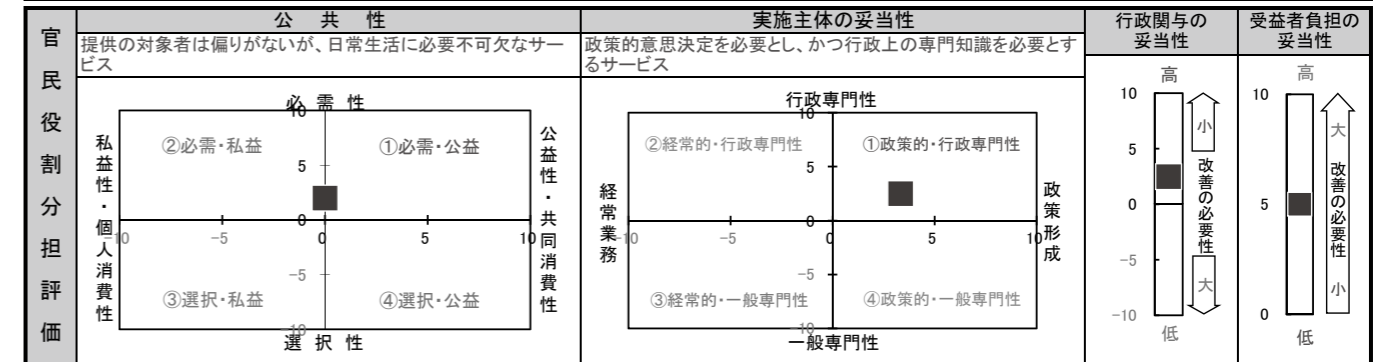 官民役割分担評価
公　共　性
提供の対象者は偏りがないが、日常生活に必要不可欠なサー
ビス
必 需 性
10
②必需・私益
①必需・公益
5
私益性・個人消費性
公益性・共同消費性
0
-10
-5
0
5
10
-5
③選択・私益
④選択・公益
-10
選 択 性
実施主体の妥当性
政策的意思決定を必要とし、かつ行政上の専門知識を必要とす
るサービス
行政専門性
10
②経常的・行政専門性
①政策的・行政専門性
5
経常業務
政策形成
0
-10
-5
0
5
10
-5
③経常的・一般専門性
④政策的・一般専門性
-10
一般専門性
行政関与の
妥当性
高
10
小
5
改善の必要性
0
-5
大
-10
低
受益者負担の
妥当性
高
10
大
改善の必要性
5
小
0
低